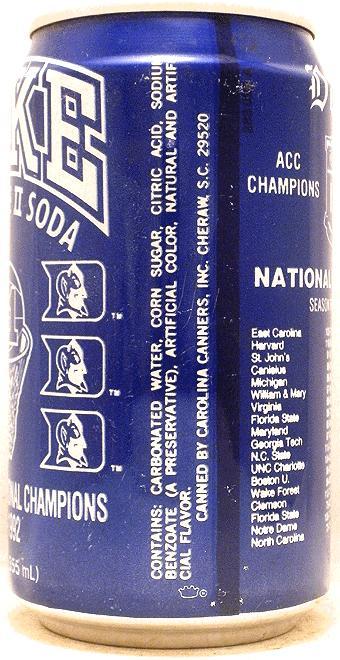 KE
II SODA
TM
TM
TM
AL CHAMPIONS
992
355 mL)
CONTAINS: CARBONATED WATER, CORN SUGAR, CITRIC ACID, SODIUM
BENZOATE (A PRESERVATIVE), ARTIFICIAL COLOR, NATURAL AND ARTIFI
CIAL FLAVOR.
CANNED BY CAROLINA CANNERS, INC. CHERAW, S.C. 29520
D
ACC
CHAMPIONS
NATIONAL
SEASON
East Carolina
Harvard
St. John's
Canisius
Michigan
William & Mary
Virginia
Florida State
Maryland
Georgia Tech
N.C. State
UNC Charlotte
Boston U.
Wake Forest
Clemson
Florida State
Notre Dame
North Carolina